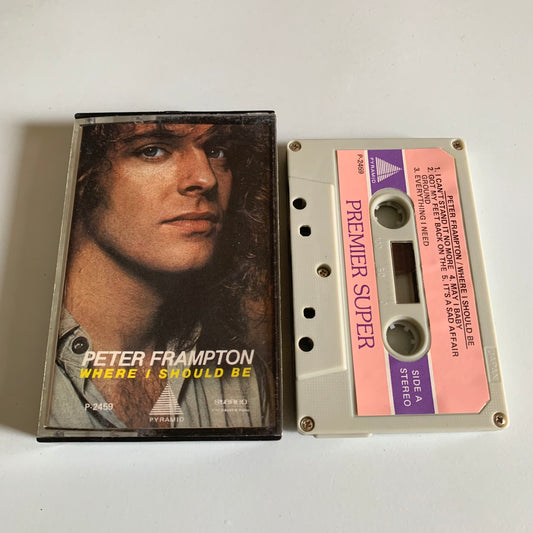 PETER FRAMPTON
WHERE I SHOULD BE
P-2459
PYRAMID
STEREO
P-2459
PYRAMID
PREMIER SUPER
PETER FRAMPTON / WHERE I SHOULD BE
1. I CAN'T STAND IT NO MORE 4. MAY I BABY
2. GOT MY FEET BACK ON THE 5. IT'S A SAD AFFAIR
GROUND
3. EVERYTHING I NEED
SIDE A
STEREO